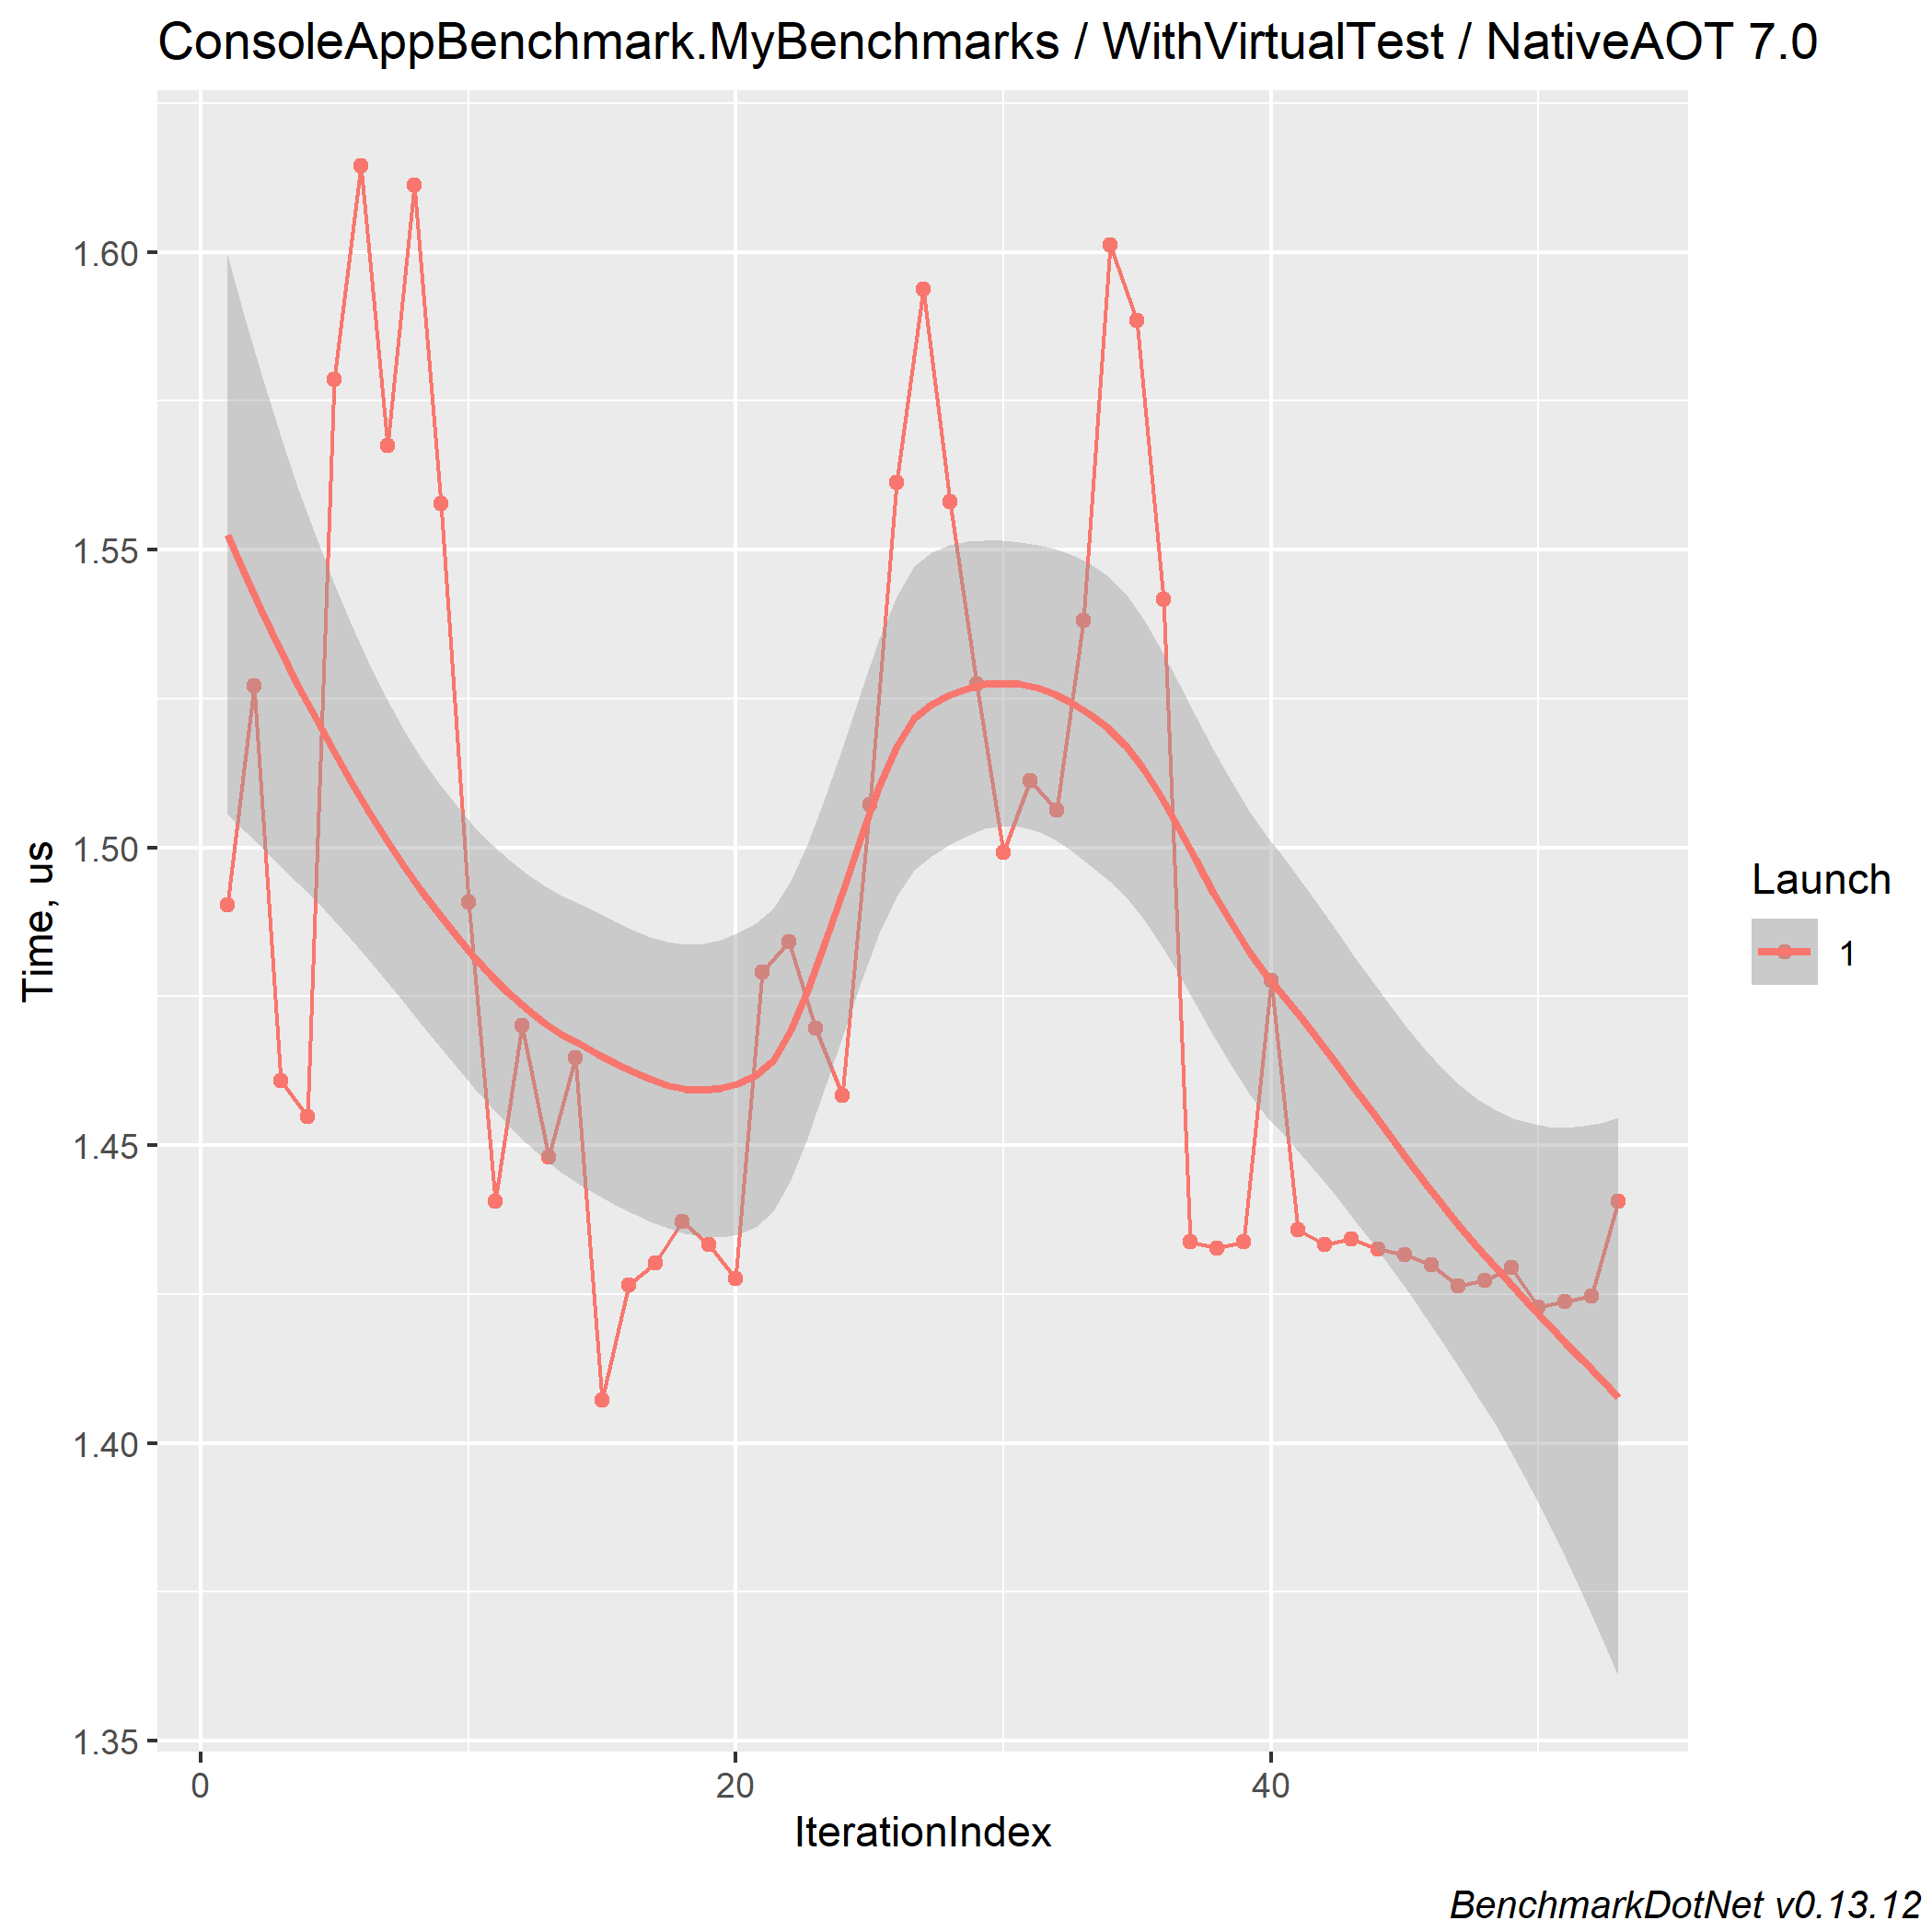 ConsoleAppBenchmark.MyBenchmarks / WithVirtualTest / NativeAOT 7.0
Time, us
1.60
1.55
1.50
1.45
1.40
1.35
0 20 40
IterationIndex
Launch
1
BenchmarkDotNet v0.13.12